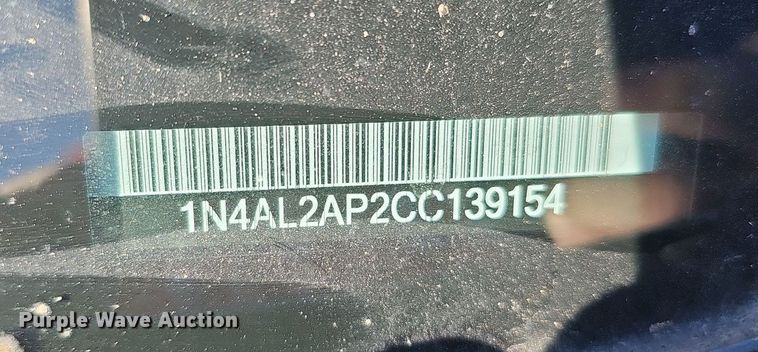 1N4AL2AP2CC139154
Purple Wave Auction